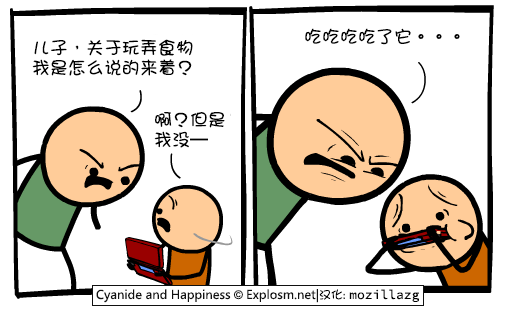 儿子，关于玩弄食物
我是怎么说的来着？
啊？但是
我没一
吃吃吃吃了它。。。
Cyanide and Happiness © Explosm.net|汉化: mozillazg